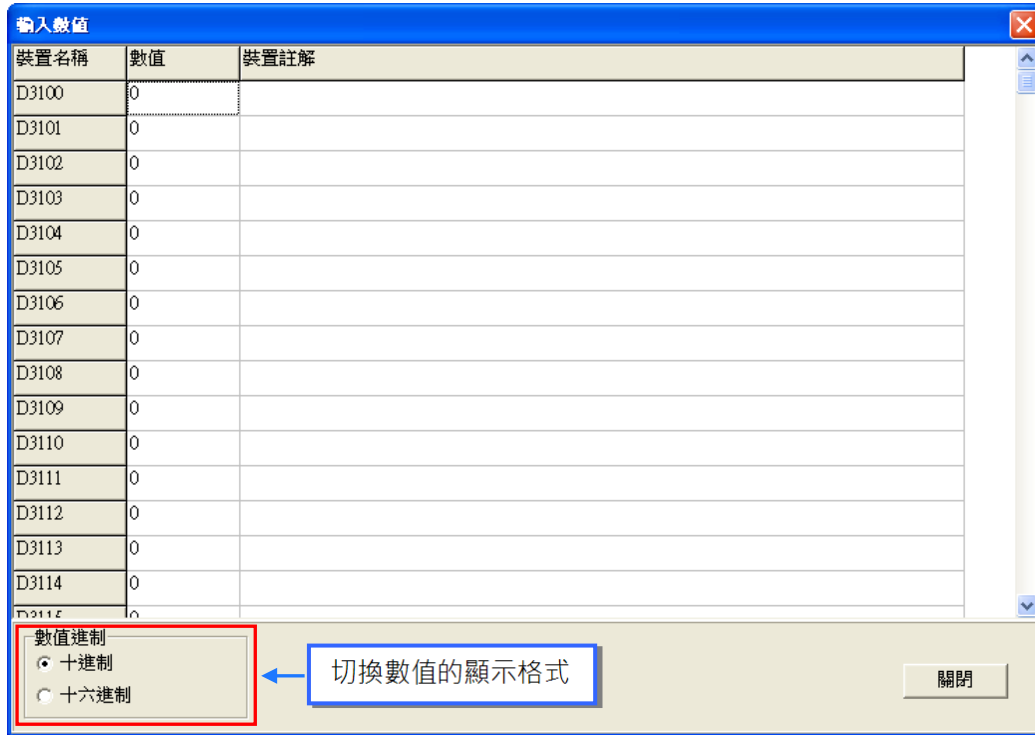 輸入數值
裝置名稱 數值 裝置註解
D3100 0
D3101 0
D3102 0
D3103 0
D3104 0
D3105 0
D3106 0
D3107 0
D3108 0
D3109 0
D3110 0
D3111 0
D3112 0
D3113 0
D3114 0
D3115 0
數值進制
十進制
十六進制
切換數值的顯示格式
關閉